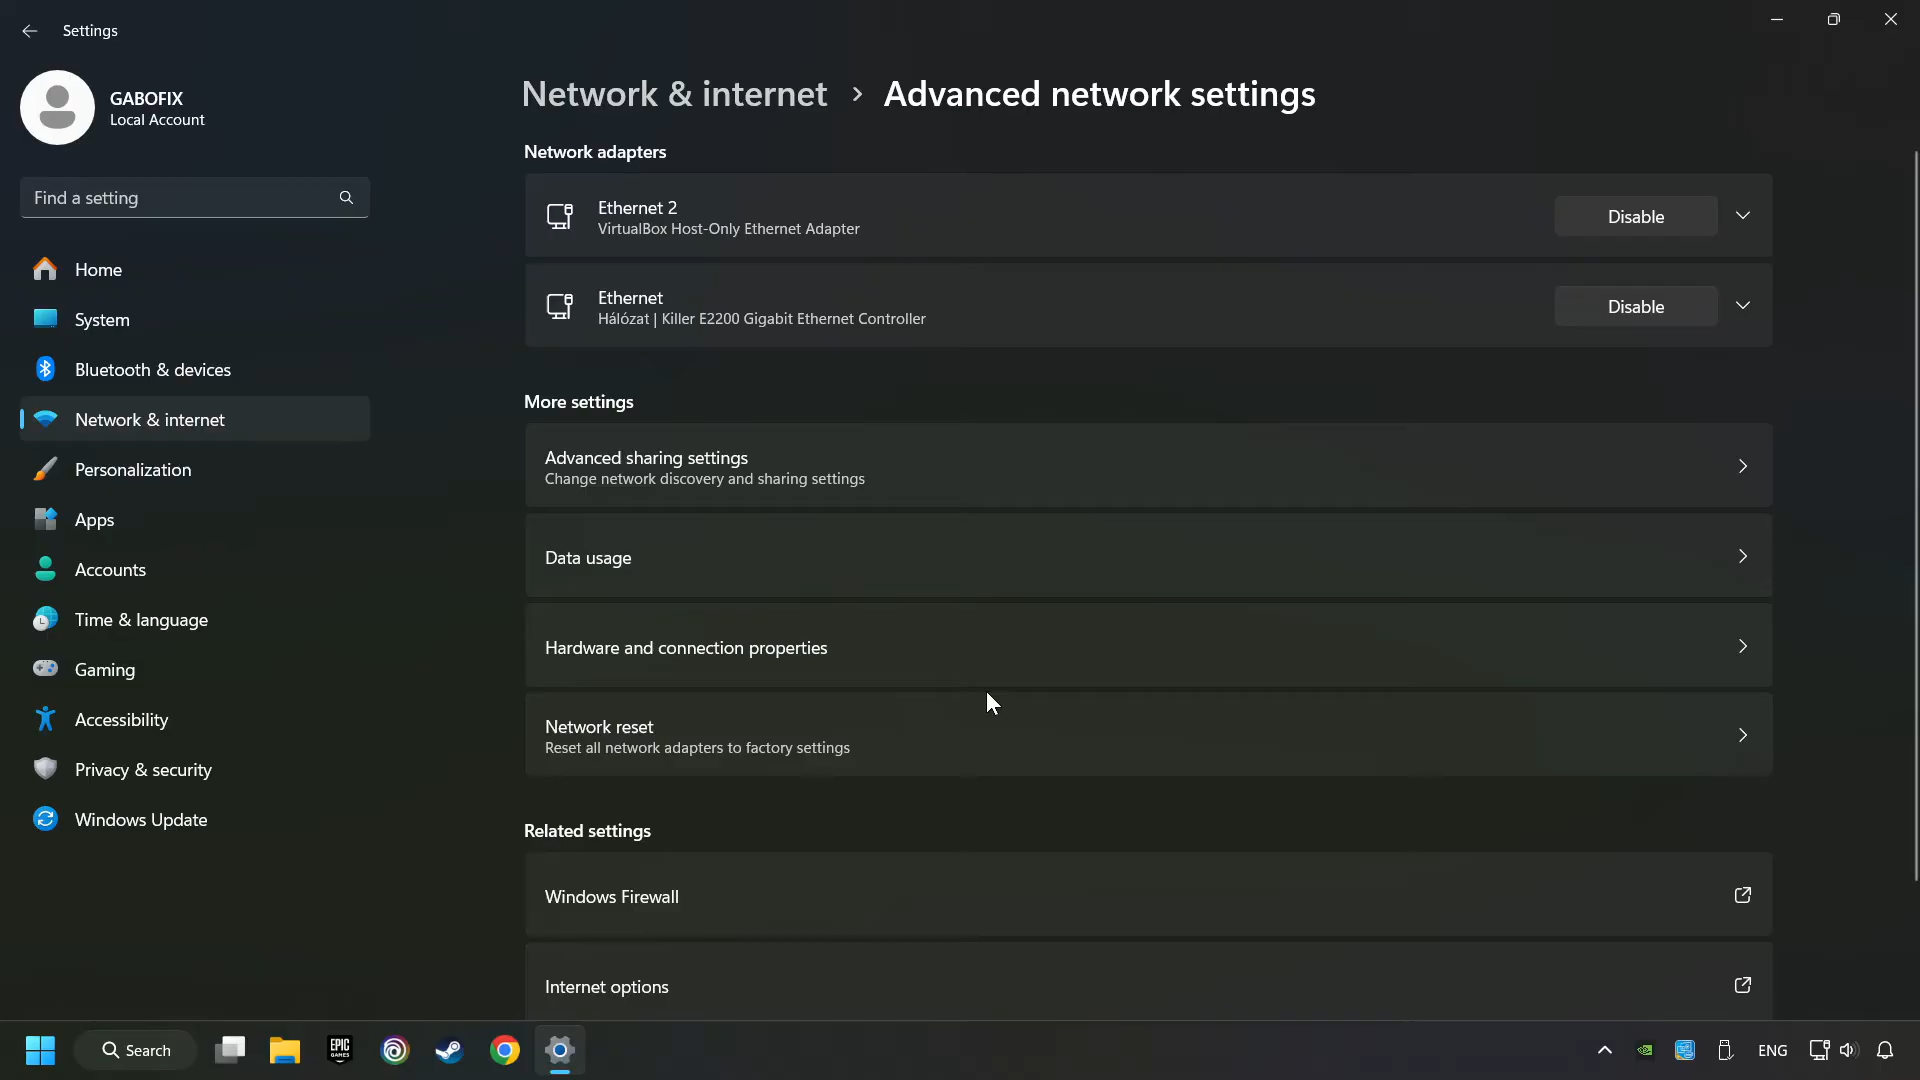 Settings
GABOFIX
Local Account
Find a setting
Home
System
Bluetooth & devices
Network & internet
Personalization
Apps
Accounts
Time & language
Gaming
Accessibility
Privacy & security
Windows Update
Network & internet > Advanced network settings
Network adapters
Ethernet 2
VirtualBox Host-Only Ethernet Adapter
Disable
Ethernet
Hálózat | Killer E2200 Gigabit Ethernet Controller
Disable
More settings
Advanced sharing settings
Change network discovery and sharing settings
Data usage
Hardware and connection properties
Network reset
Reset all network adapters to factory settings
Related settings
Windows Firewall
Internet options
Search
EPIC
GAMES
ENG